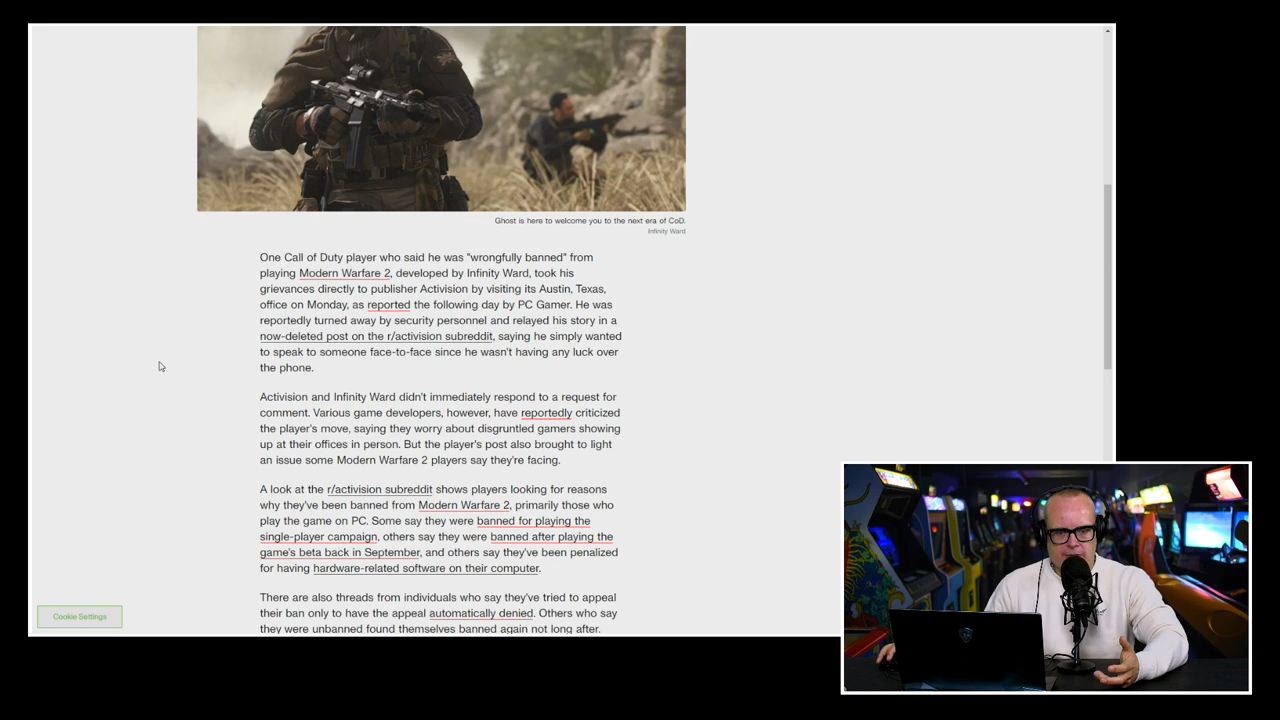 Ghost is here to welcome you to the next era of CoD.
Infinity Ward
One Call of Duty player who said he was "wrongfully banned" from
playing Modern Warfare 2, developed by Infinity Ward, took his
grievances directly to publisher Activision by visiting its Austin, Texas,
office on Monday, as reported the following day by PC Gamer. He was
reportedly turned away by security personnel and relayed his story in a
now-deleted post on the r/activision subreddit, saying he simply wanted
to speak to someone face-to-face since he wasn't having any luck over
the phone.
Activision and Infinity Ward didn't immediately respond to a request for
comment. Various game developers, however, have reportedly criticized
the player's move, saying they worry about disgruntled gamers showing
up at their offices in person. But the player's post also brought to light
an issue some Modern Warfare 2 players say they're facing.
A look at the r/activision subreddit shows players looking for reasons
why they've been banned from Modern Warfare 2, primarily those who
play the game on PC. Some say they were banned for playing the
single-player campaign, others say they were banned after playing the
game's beta back in September, and others say they've been penalized
for having hardware-related software on their computer.
There are also threads from individuals who say they've tried to appeal
their ban only to have the appeal automatically denied. Others who say
they were unbanned found themselves banned again not long after.
Cookie Settings